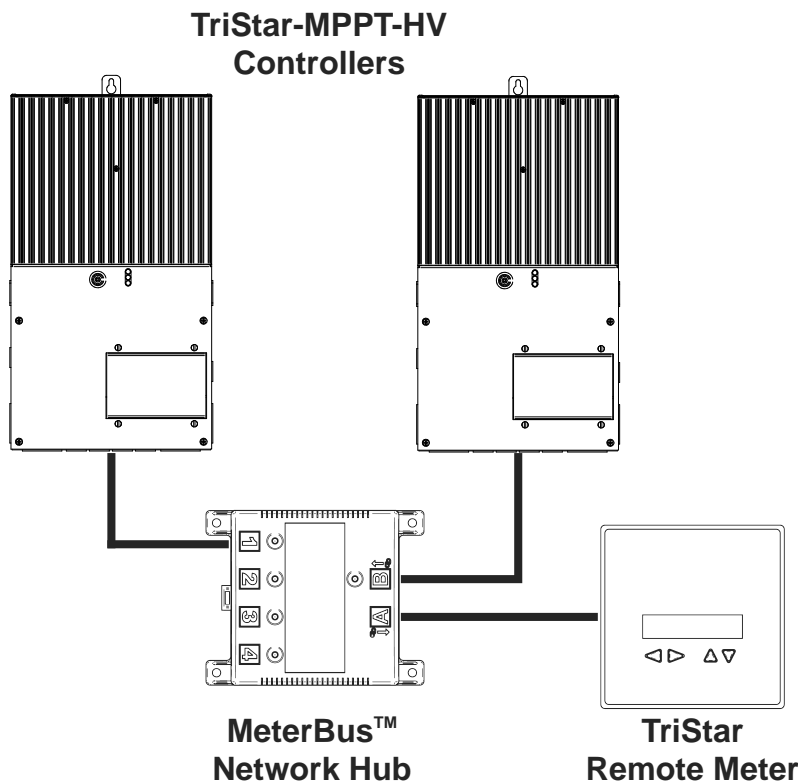 TriStar-MPPT-HV
Controllers
1
2
3
4
B
A
MeterBus™
Network Hub
TriStar
Remote Meter